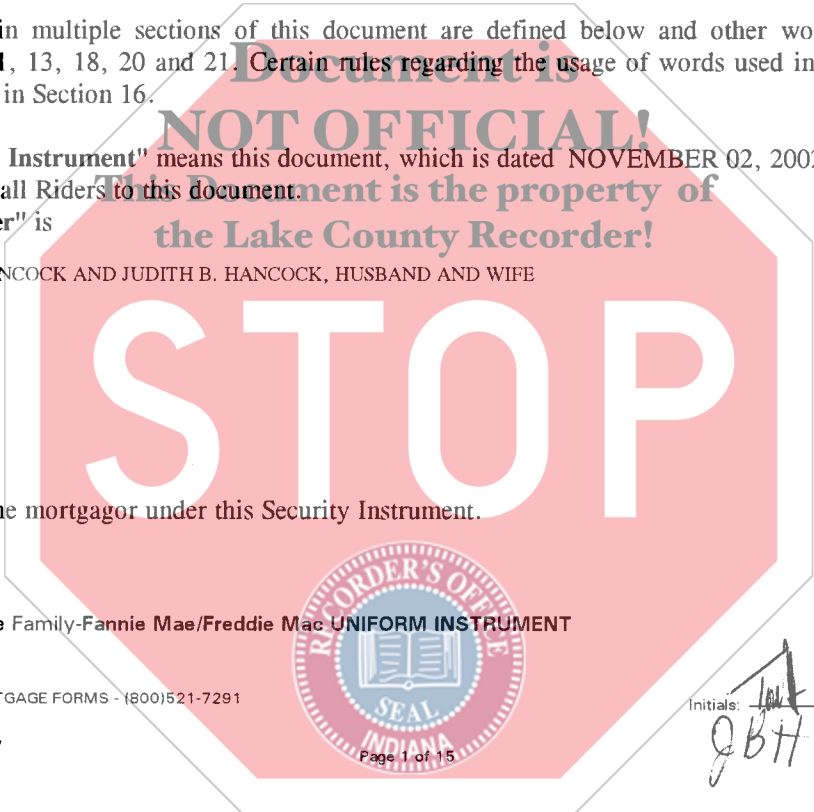 in multiple sections of this document are defined below and other wo
1, 13, 18, 20 and 21. Certain rules regarding the usage of words used in
in Section 16.
Document is
NOT OFFICIAL!
Instrument" means this document, which is dated NOVEMBER 02, 2002
all Riders to this document.
This Document is the property of
the Lake County Recorder!
er" is
NCOCK AND JUDITH B. HANCOCK, HUSBAND AND WIFE
STOP
he mortgagor under this Security Instrument.
e Family-Fannie Mae/Freddie Mac UNIFORM INSTRUMENT
RECORDER'S OFFICE
SEAL
INDIANA
TGAGE FORMS - (800)521-7291
Initials:
JBH
Page 1 of 15